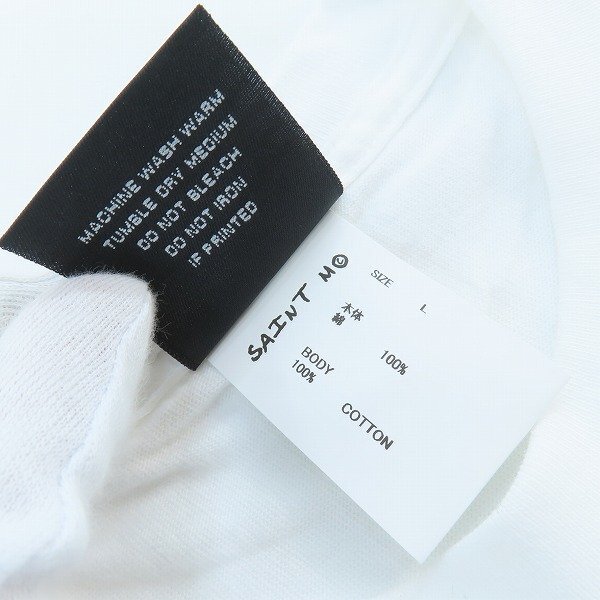 MACHINE WASH WARM
TUMBLE DRY MEDIUM
DO NOT BLEACH
DO NOT IRON
IF PRINTED
SAINT M
SIZE L
木体
綿 100%
BODY
100% COTTON